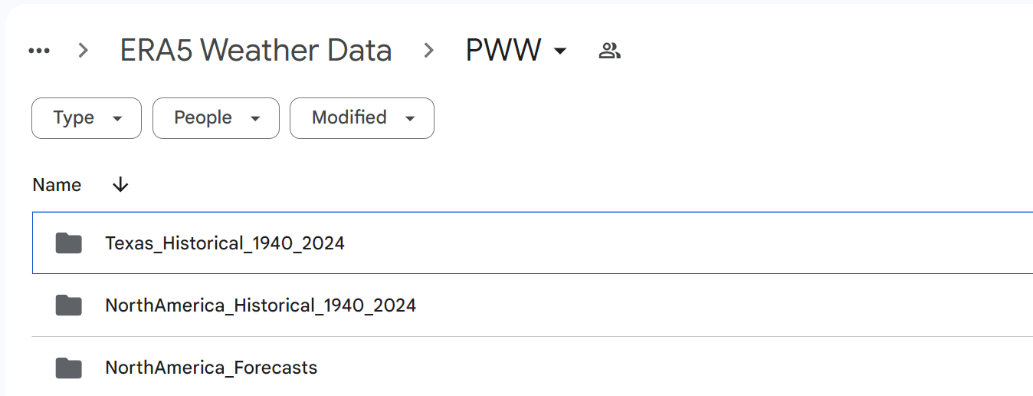 ... > ERA5 Weather Data > PWW
Type People Modified
Name
Texas_Historical_1940_2024
NorthAmerica_Historical_1940_2024
NorthAmerica_Forecasts